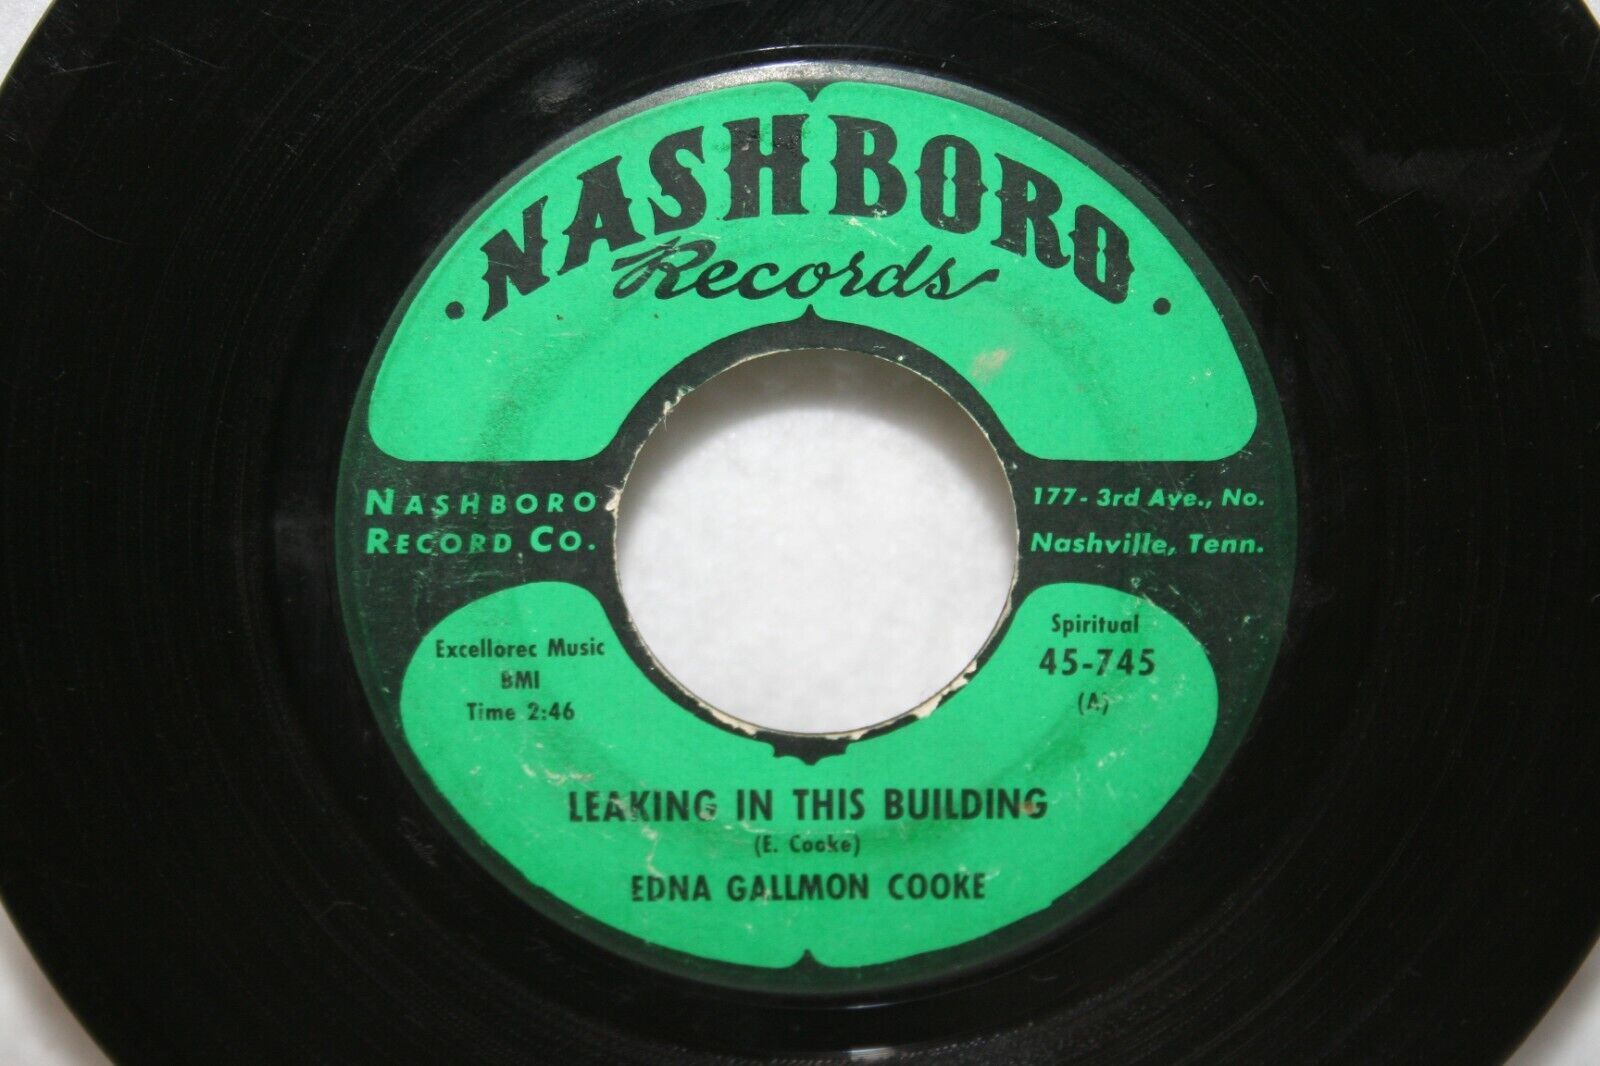 · NASHBORO ·
Records
NASHBORO
RECORD CO.
177- 3rd Ave., No.
Nashville, Tenn.
Excellorec Music
BMI
Time 2:46
Spiritual
45-745
(A)
LEAKING IN THIS BUILDING
(E. Cooke)
EDNA GALLMON COOKE